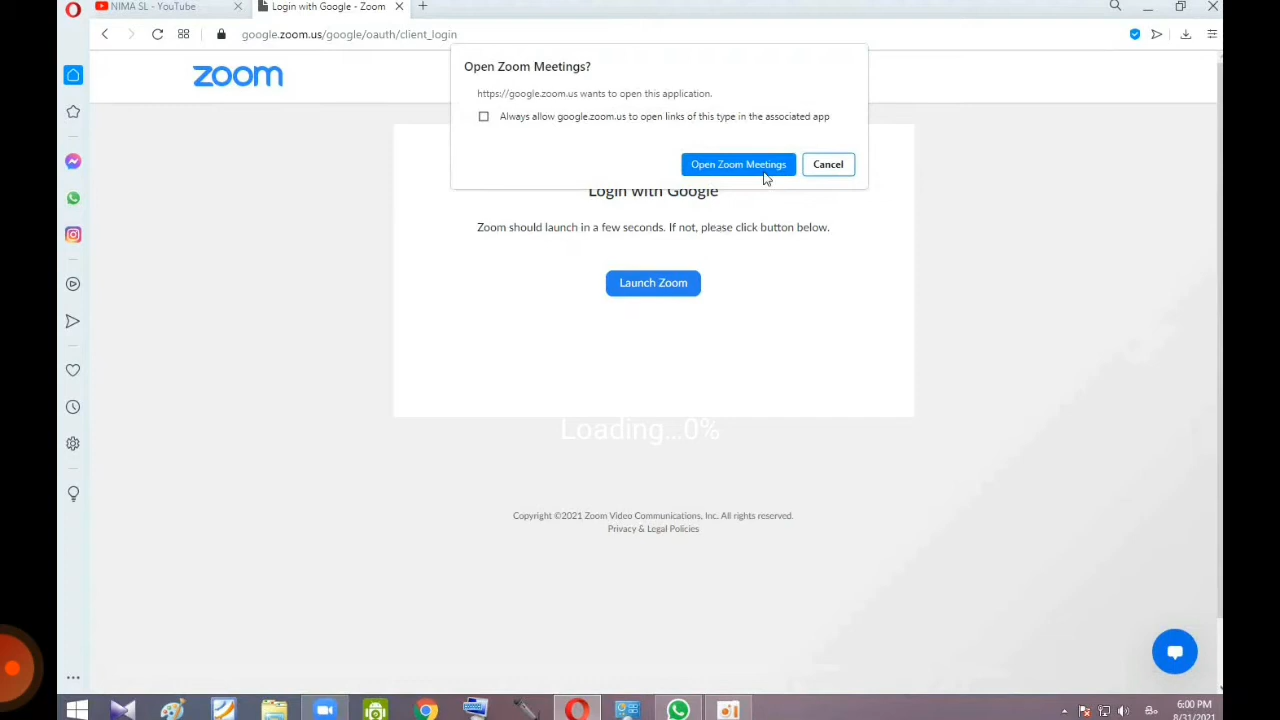 NIMA SL - YouTube
Login with Google - Zoom
google.zoom.us/google/oauth/client_login
zoom
Open Zoom Meetings?
https://google.zoom.us wants to open this application.
Always allow google.zoom.us to open links of this type in the associated app
Open Zoom Meetings
Cancel
Login with Google
Zoom should launch in a few seconds. If not, please click button below.
Launch Zoom
Loading...0%
Copyright ©2021 Zoom Video Communications, Inc. All rights reserved.
Privacy & Legal Policies
6:00 PM
8/31/2021